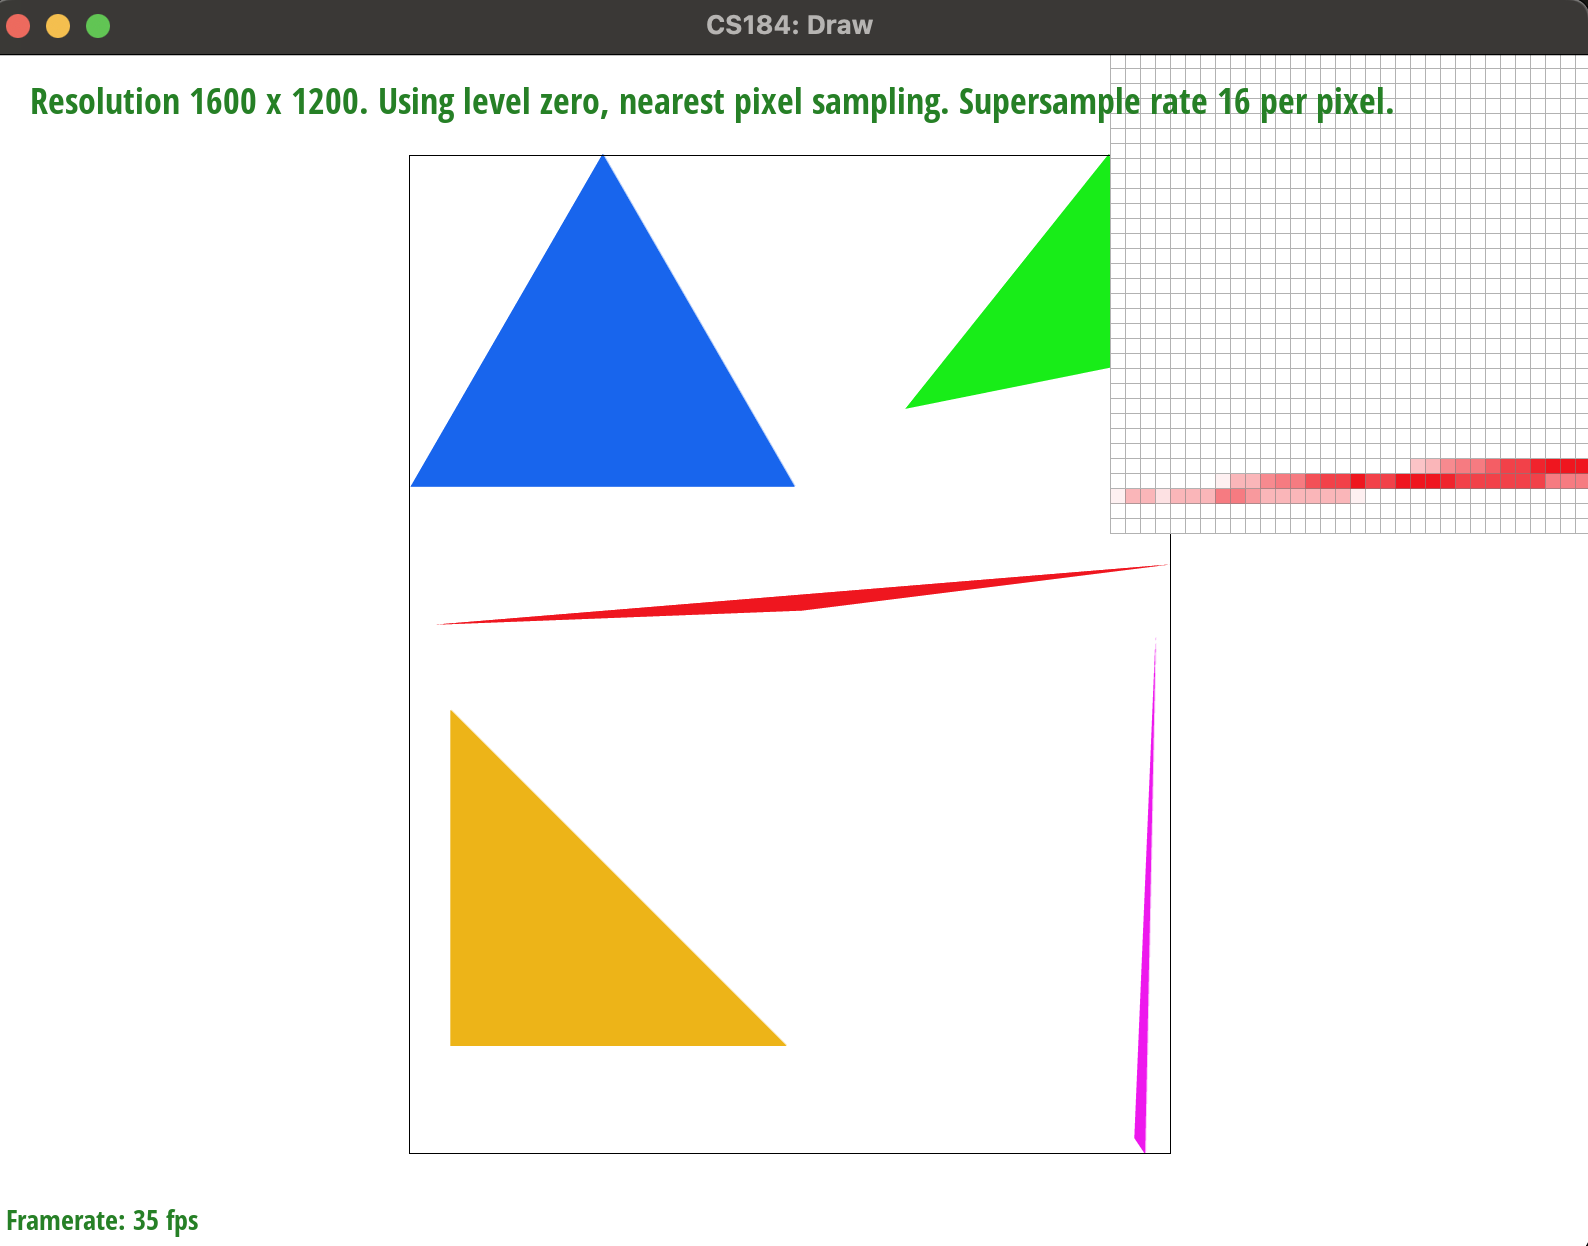 CS184: Draw
Resolution 1600 x 1200. Using level zero, nearest pixel sampling. Supersample rate 16 per pixel.
Framerate: 35 fps